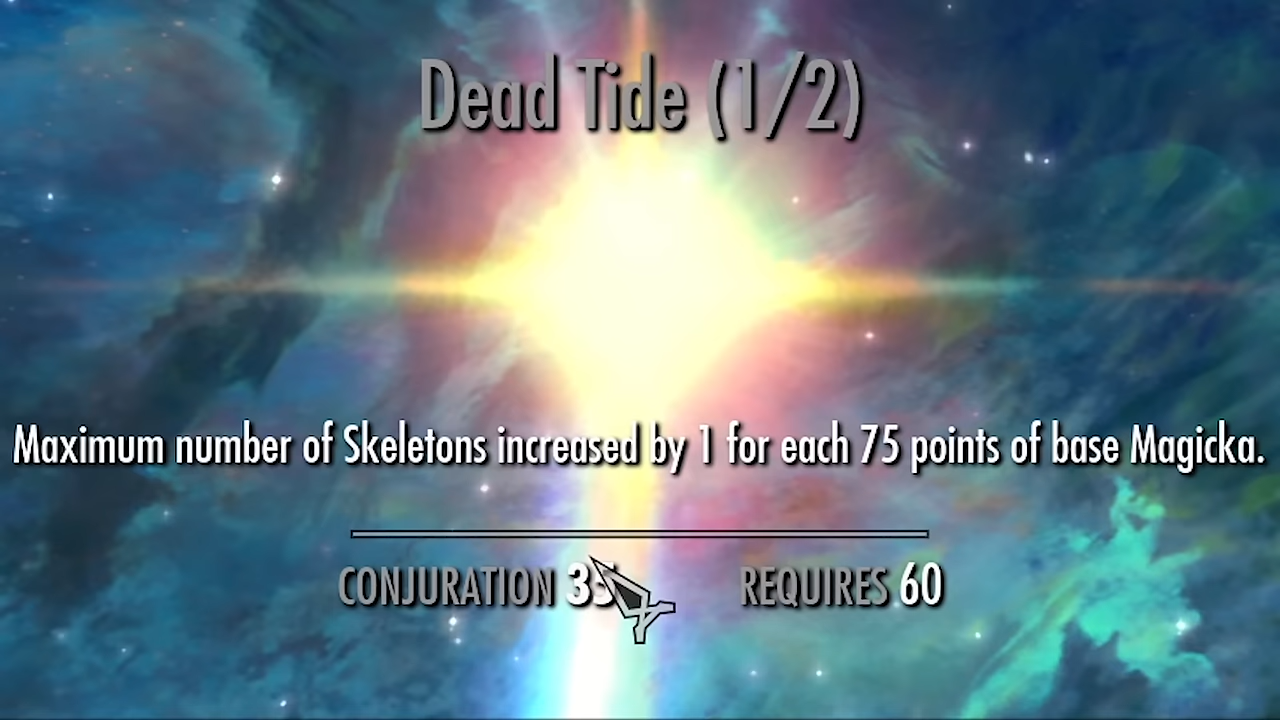 Dead Tide (1/2)
Maximum number of Skeletons increased by 1 for each 75 points of base Magicka.
CONJURATION 35 REQUIRES 60